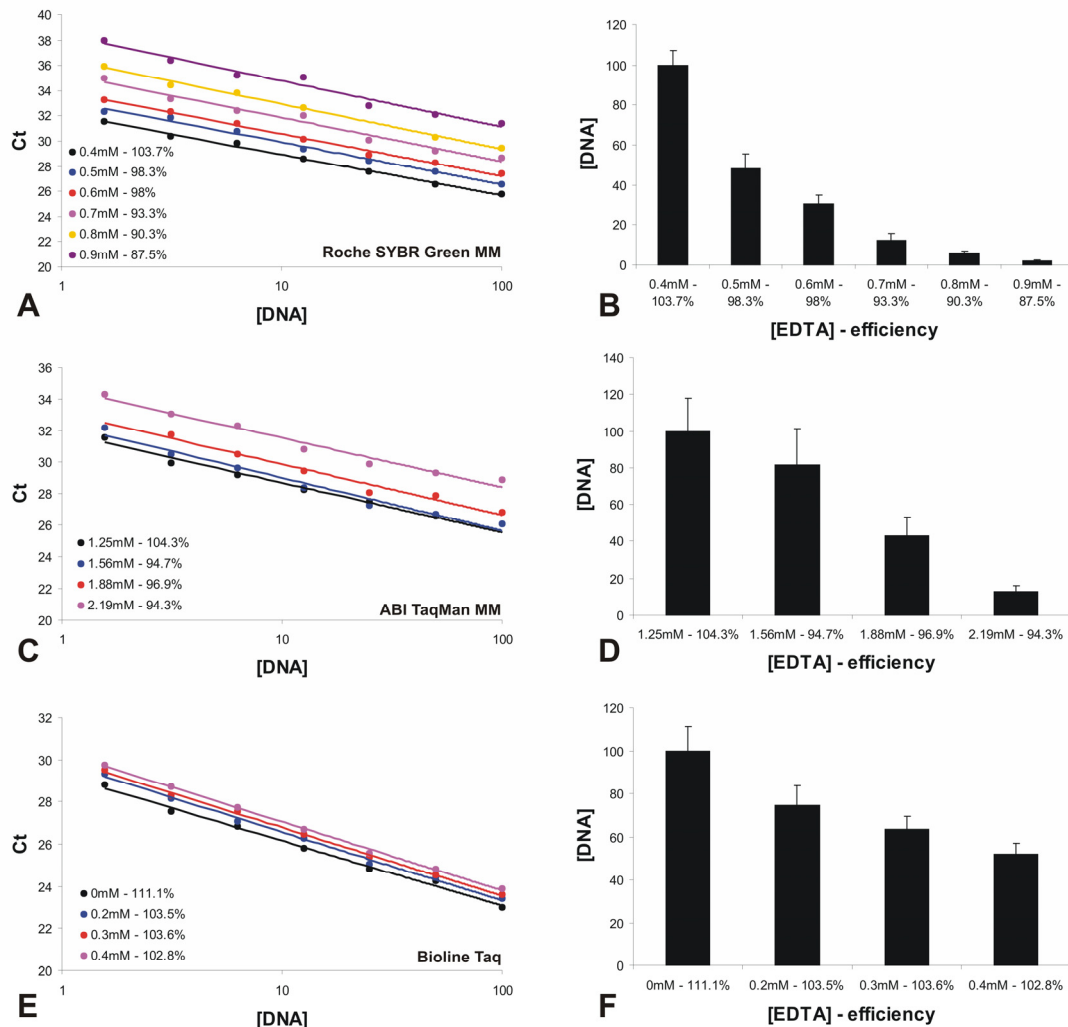 40
38
36
34
32
30
28
26
24
22
20
Ct
0.4mM - 103.7%
0.5mM - 98.3%
0.6mM - 98%
0.7mM - 93.3%
0.8mM - 90.3%
0.9mM - 87.5%
Roche SYBR Green MM
1
10
100
A
[DNA]
120
100
80
60
40
20
0
[DNA]
0.4mM -
103.7%
0.5mM -
98.3%
0.6mM -
98%
0.7mM -
93.3%
0.8mM -
90.3%
0.9mM -
87.5%
B
[EDTA] - efficiency
36
34
32
30
28
26
24
22
20
Ct
1.25mM - 104.3%
1.56mM - 94.7%
1.88mM - 96.9%
2.19mM - 94.3%
ABI TaqMan MM
1
10
100
C
[DNA]
140
120
100
80
60
40
20
0
[DNA]
1.25mM - 104.3%
1.56mM - 94.7%
1.88mM - 96.9%
2.19mM - 94.3%
D
[EDTA] - efficiency
32
30
28
26
24
22
20
Ct
0mM - 111.1%
0.2mM - 103.5%
0.3mM - 103.6%
0.4mM - 102.8%
Bioline Taq
1
10
100
E
[DNA]
120
100
80
60
40
20
0
[DNA]
0mM - 111.1%
0.2mM - 103.5%
0.3mM - 103.6%
0.4mM - 102.8%
F
[EDTA] - efficiency